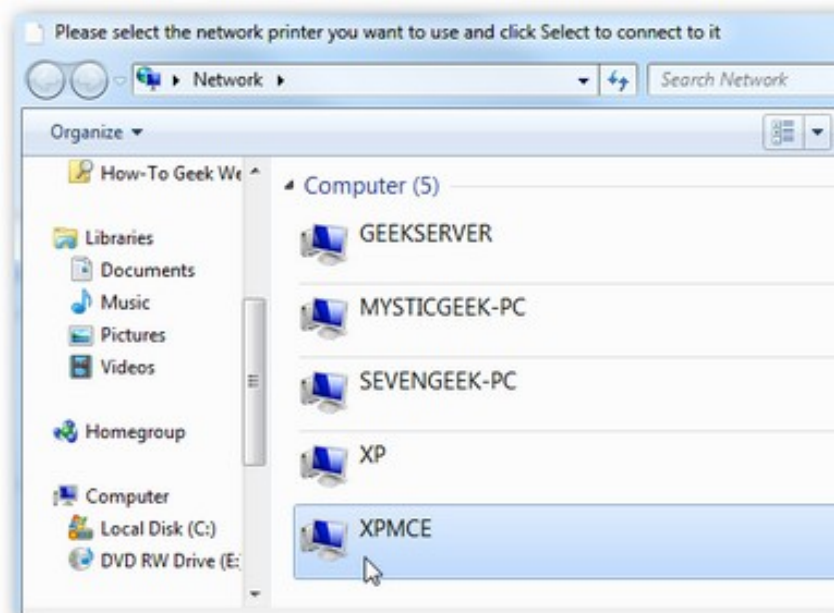 Please select the network printer you want to use and click Select to connect to it
Network
Search Network
Organize
How-To Geek We
Libraries
Documents
Music
Pictures
Videos
Homegroup
Computer
Local Disk (C:)
DVD RW Drive (E:
Computer (5)
GEEKSERVER
MYSTICGEEK-PC
SEVENGEEK-PC
XP
XPMCE